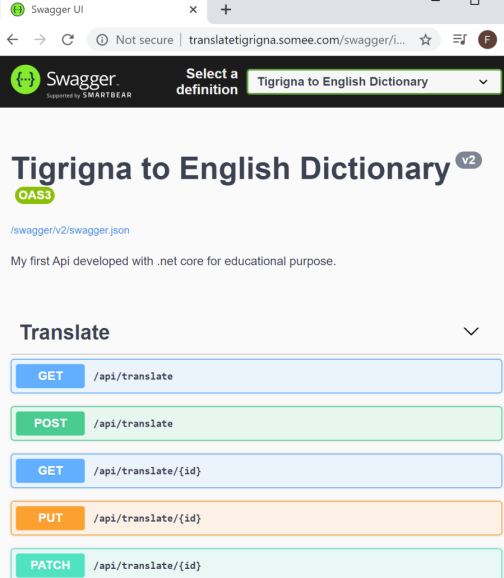 Swagger UI
Not secure | translatetigrigna.somee.com/swagger/i...
F
Swagger
Supported by SMARTBEAR
Select a definition
Tigrigna to English Dictionary
Tigrigna to English Dictionary v2
OAS3
/swagger/v2/swagger.json
My first Api developed with .net core for educational purpose.
Translate
GET /api/translate
POST /api/translate
GET /api/translate/{id}
PUT /api/translate/{id}
PATCH /api/translate/{id}